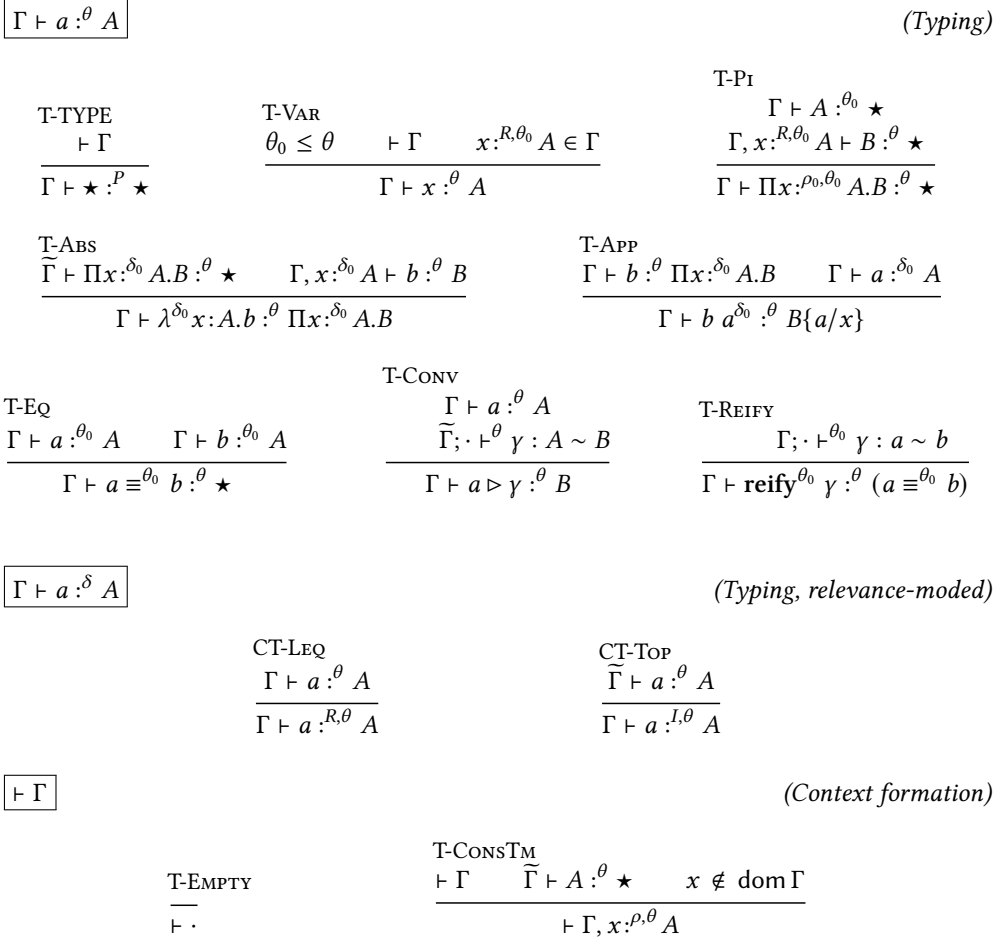 Γ ⊢ a :^θ A (Typing)
T-TYPE
⊢ Γ
Γ ⊢ ★ :^P ★
T-Var
θ₀ ≤ θ ⊢ Γ x :^{R,θ₀} A ∈ Γ
Γ ⊢ x :^θ A
T-Pi
Γ ⊢ A :^{θ₀} ★
Γ, x :^{R,θ₀} A ⊢ B :^θ ★
Γ ⊢ Πx :^{ρ₀,θ₀} A.B :^θ ★
T-Abs
Γ̃ ⊢ Πx :^{δ₀} A.B :^θ ★ Γ, x :^{δ₀} A ⊢ b :^θ B
Γ ⊢ λ^{δ₀} x : A.b :^θ Πx :^{δ₀} A.B
T-App
Γ ⊢ b :^θ Πx :^{δ₀} A.B Γ ⊢ a :^{δ₀} A
Γ ⊢ b a^{δ₀} :^θ B{a/x}
T-Eq
Γ ⊢ a :^{θ₀} A Γ ⊢ b :^{θ₀} A
Γ ⊢ a ≡^{θ₀} b :^θ ★
T-Conv
Γ ⊢ a :^θ A
Γ̃; · ⊢^θ γ : A ∼ B
Γ ⊢ a ▷ γ :^θ B
T-Reify
Γ; · ⊢^{θ₀} γ : a ∼ b
Γ ⊢ reify^{θ₀} γ :^θ (a ≡^{θ₀} b)
Γ ⊢ a :^δ A (Typing, relevance-moded)
CT-Leq
Γ ⊢ a :^θ A
Γ ⊢ a :^{R,θ} A
CT-Top
Γ̃ ⊢ a :^θ A
Γ ⊢ a :^{I,θ} A
⊢ Γ (Context formation)
T-Empty
⊢ ·
T-ConsTm
⊢ Γ Γ̃ ⊢ A :^θ ★ x ∉ dom Γ
⊢ Γ, x :^{ρ,θ} A